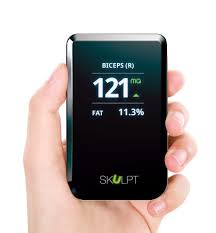 BICEPS (R)
121 MQ
FAT 11.3%
SKULPT